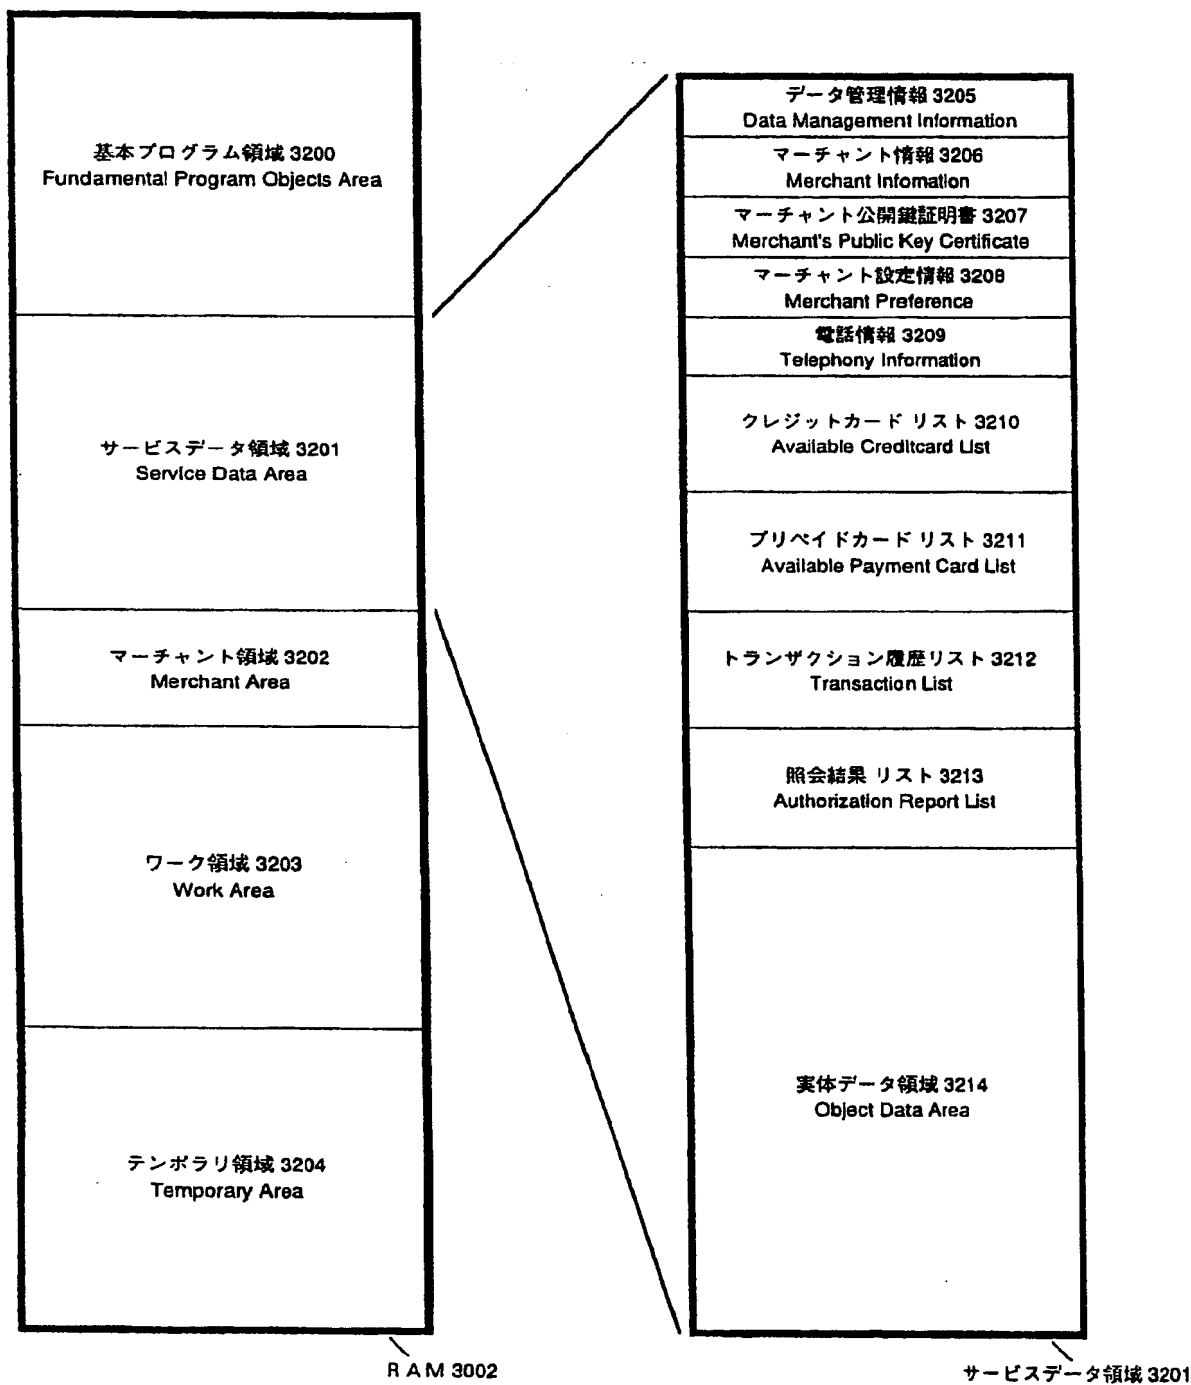 基本プログラム領域 3200
Fundamental Program Objects Area
サービスデータ領域 3201
Service Data Area
マーチャント領域 3202
Merchant Area
ワーク領域 3203
Work Area
テンポラリ領域 3204
Temporary Area
RAM 3002
データ管理情報 3205
Data Management Information
マーチャント情報 3206
Merchant Infomation
マーチャント公開鍵証明書 3207
Merchant's Public Key Certificate
マーチャント設定情報 3208
Merchant Preference
電話情報 3209
Telephony Information
クレジットカード リスト 3210
Available Creditcard List
プリペイドカード リスト 3211
Available Payment Card List
トランザクション履歴リスト 3212
Transaction List
照会結果 リスト 3213
Authorization Report List
実体データ領域 3214
Object Data Area
サービスデータ領域 3201